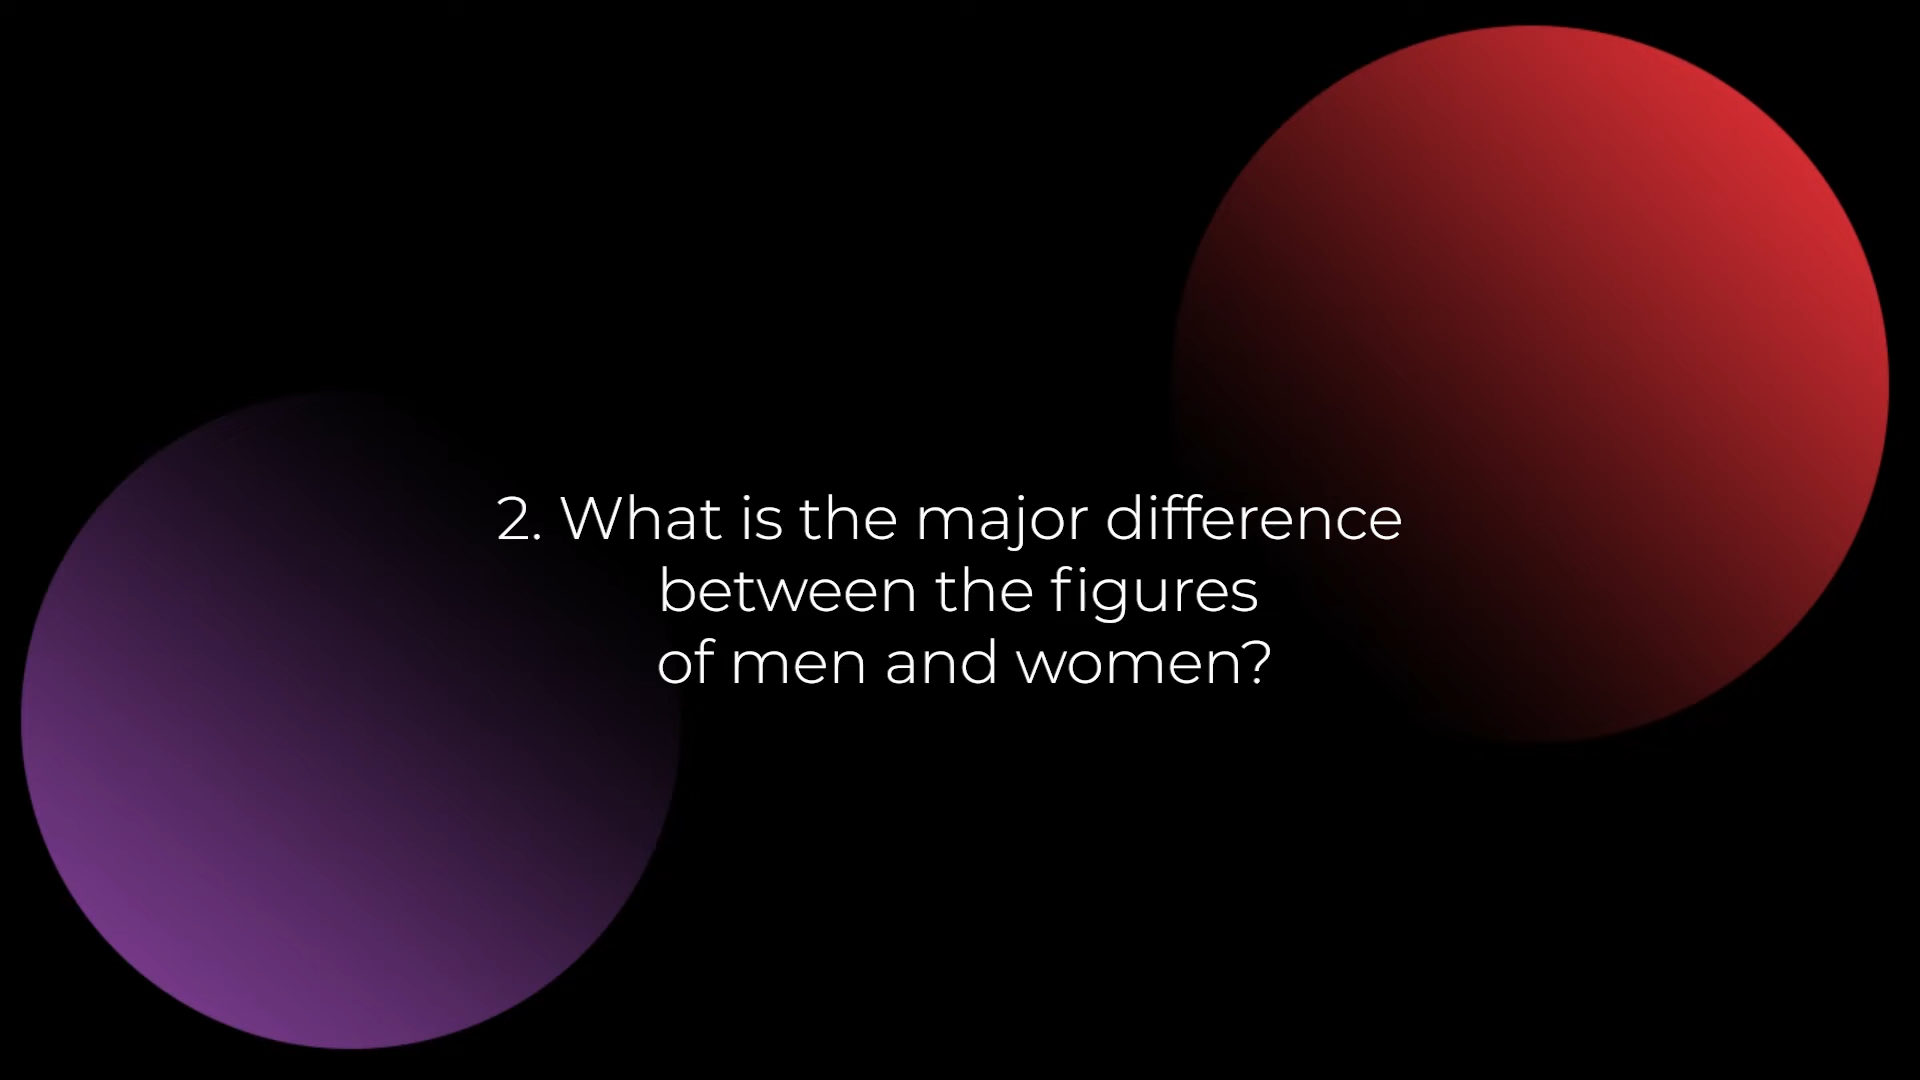 2. What is the major difference
between the figures
of men and women?